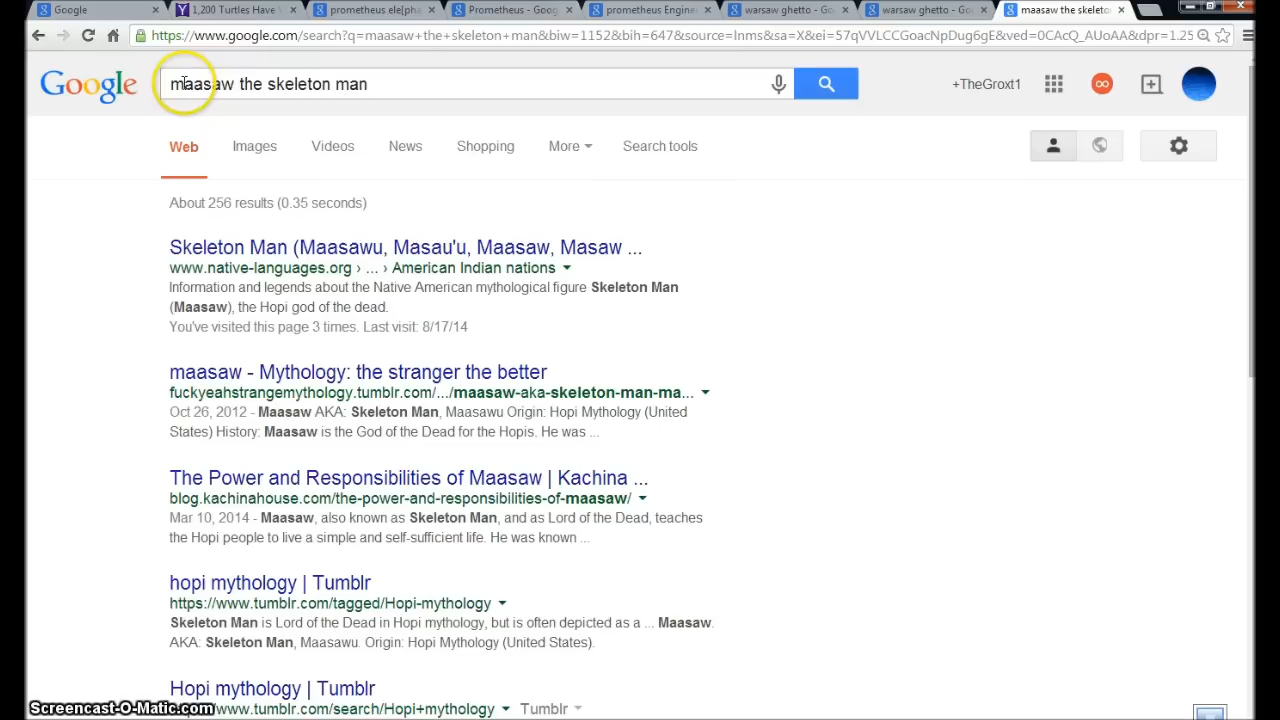 Google
1,200 Turtles Have
prometheus ele[pha
Prometheus - Goog
prometheus Engine
warsaw ghetto - Go
warsaw ghetto - Go
maasaw the skeleto
https://www.google.com/search?q=maasaw+the+skeleton+man&biw=1152&bih=647&source=lnms&sa=X&ei=57qVVLCCGoacNpDug6gE&ved=0CAcQ_AUoAA&dpr=1.25
Google
maasaw the skeleton man
+TheGroxt1
Web Images Videos News Shopping More Search tools
About 256 results (0.35 seconds)
Skeleton Man (Maasawu, Masau'u, Maasaw, Masaw ...
www.native-languages.org › ... › American Indian nations
Information and legends about the Native American mythological figure Skeleton Man
(Maasaw), the Hopi god of the dead.
You've visited this page 3 times. Last visit: 8/17/14
maasaw - Mythology: the stranger the better
fuckyeahstrangemythology.tumblr.com/.../maasaw-aka-skeleton-man-ma...
Oct 26, 2012 - Maasaw AKA: Skeleton Man, Maasawu Origin: Hopi Mythology (United
States) History: Maasaw is the God of the Dead for the Hopis. He was ...
The Power and Responsibilities of Maasaw | Kachina ...
blog.kachinahouse.com/the-power-and-responsibilities-of-maasaw/
Mar 10, 2014 - Maasaw, also known as Skeleton Man, and as Lord of the Dead, teaches
the Hopi people to live a simple and self-sufficient life. He was known ...
hopi mythology | Tumblr
https://www.tumblr.com/tagged/Hopi-mythology
Skeleton Man is Lord of the Dead in Hopi mythology, but is often depicted as a ... Maasaw.
AKA: Skeleton Man, Maasawu. Origin: Hopi Mythology (United States).
Hopi mythology | Tumblr
www.tumblr.com/search/Hopi+mythology Tumblr
Screencast-O-Matic.com